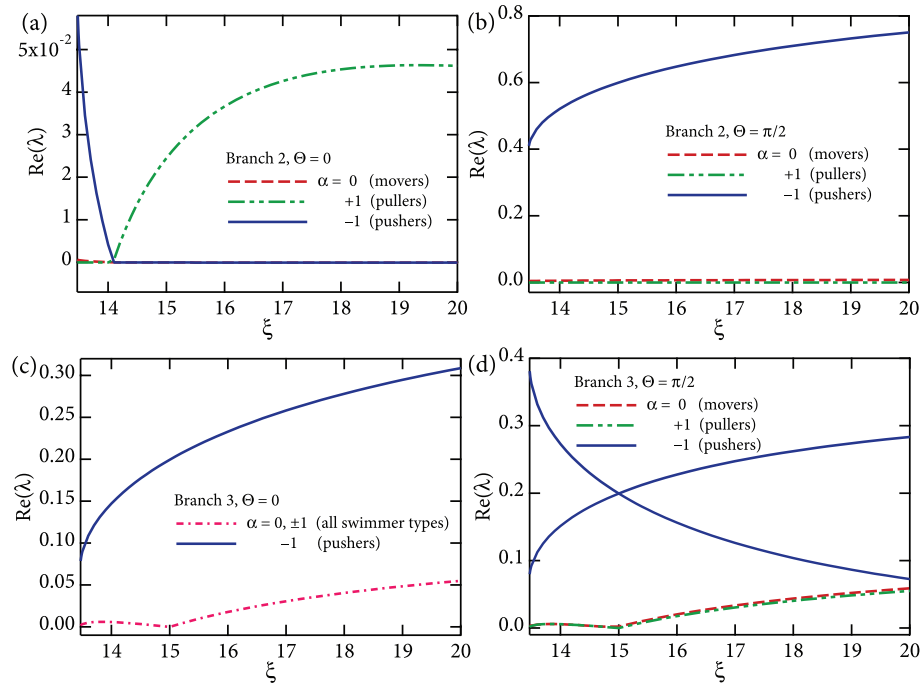 (a)
5x10⁻²
4
3
2
1
0
Re(λ)
Branch 2, Θ = 0
α = 0 (movers)
+1 (pullers)
−1 (pushers)
14 15 16 17 18 19 20
ξ
(b)
0.8
0.6
0.4
0.2
0.0
Re(λ)
Branch 2, Θ = π/2
α = 0 (movers)
+1 (pullers)
−1 (pushers)
14 15 16 17 18 19 20
ξ
(c)
0.30
0.25
0.20
0.15
0.10
0.05
0.00
Re(λ)
Branch 3, Θ = 0
α = 0, ±1 (all swimmer types)
−1 (pushers)
14 15 16 17 18 19 20
ξ
(d)
0.4
0.3
0.2
0.1
0.0
Re(λ)
Branch 3, Θ = π/2
α = 0 (movers)
+1 (pullers)
−1 (pushers)
14 15 16 17 18 19 20
ξ